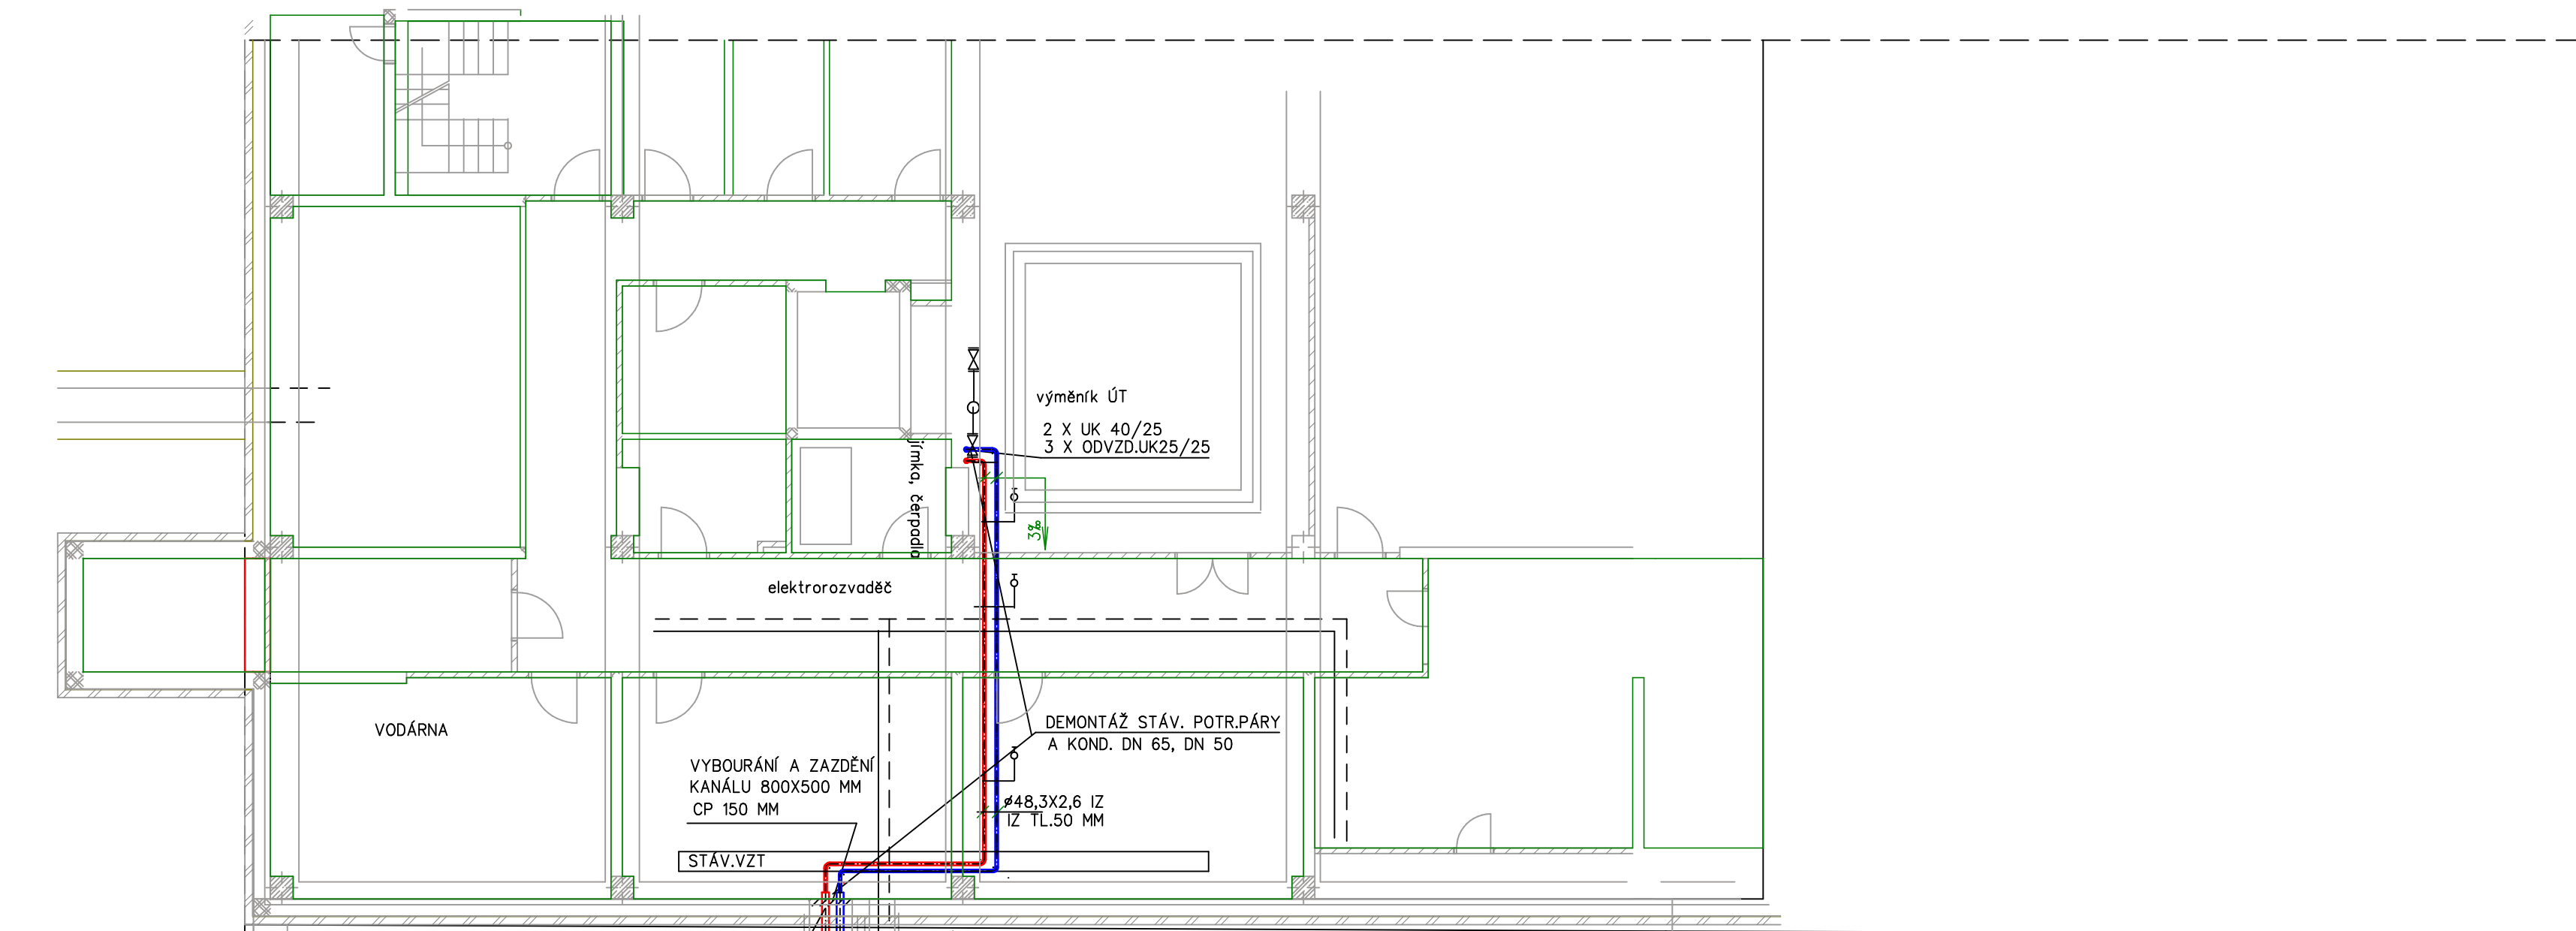 výměník ÚT
2 X UK 40/25
3 X ODVZD.UK25/25
jímka, čerpadla
3‰
elektrorozvaděč
VODÁRNA
DEMONTÁŽ STÁV. POTR.PÁRY
A KOND. DN 65, DN 50
VYBOURÁNÍ A ZAZDĚNÍ
KANÁLU 800X500 MM
CP 150 MM
ø48,3X2,6 IZ
IZ TL.50 MM
STÁV.VZT